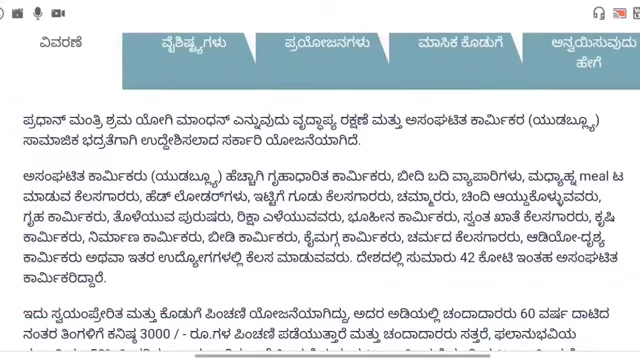 ವಿವರಣೆ
ವೈಶಿಷ್ಟ್ಯಗಳು
ಪ್ರಯೋಜನಗಳು
ಮಾಸಿಕ ಕೊಡುಗೆ
ಅನ್ವಯಿಸುವುದು
ಹೇಗೆ
ಪ್ರಧಾನ್ ಮಂತ್ರಿ ಶ್ರಮ ಯೋಗಿ ಮಾಂಧನ್ ಎನ್ನುವುದು ವೃದ್ಧಾಪ್ಯ ರಕ್ಷಣೆ ಮತ್ತು ಅಸಂಘಟಿತ ಕಾರ್ಮಿಕರ (ಯುಡಬ್ಲ್ಯೂ)
ಸಾಮಾಜಿಕ ಭದ್ರತೆಗಾಗಿ ಉದ್ದೇಶಿಸಲಾದ ಸರ್ಕಾರಿ ಯೋಜನೆಯಾಗಿದೆ.
ಅಸಂಘಟಿತ ಕಾರ್ಮಿಕರು (ಯುಡಬ್ಲ್ಯೂ) ಹೆಚ್ಚಾಗಿ ಗೃಹಾಧಾರಿತ ಕಾರ್ಮಿಕರು, ಬೀದಿ ಬದಿ ವ್ಯಾಪಾರಿಗಳು, ಮಧ್ಯಾಹ್ನ meal ಟ
ಮಾಡುವ ಕೆಲಸಗಾರರು, ಹೆಡ್ ಲೋಡರ್‌ಗಳು, ಇಟ್ಟಿಗೆ ಗೂಡು ಕೆಲಸಗಾರರು, ಚಮ್ಮಾರರು, ಚಿಂದಿ ಆಯ್ದುಕೊಳ್ಳುವವರು,
ಗೃಹ ಕಾರ್ಮಿಕರು, ತೊಳೆಯುವ ಪುರುಷರು, ರಿಕ್ಷಾ ಎಳೆಯುವವರು, ಭೂಹೀನ ಕಾರ್ಮಿಕರು, ಸ್ವಂತ ಖಾತೆ ಕೆಲಸಗಾರರು, ಕೃಷಿ
ಕಾರ್ಮಿಕರು, ನಿರ್ಮಾಣ ಕಾರ್ಮಿಕರು, ಬೀಡಿ ಕಾರ್ಮಿಕರು, ಕೈಮಗ್ಗ ಕಾರ್ಮಿಕರು, ಚರ್ಮದ ಕೆಲಸಗಾರರು, ಆಡಿಯೋ-ದೃಶ್ಯ
ಕಾರ್ಮಿಕರು ಅಥವಾ ಇತರ ಉದ್ಯೋಗಗಳಲ್ಲಿ ಕೆಲಸ ಮಾಡುವವರು. ದೇಶದಲ್ಲಿ ಸುಮಾರು 42 ಕೋಟಿ ಇಂತಹ ಅಸಂಘಟಿತ
ಕಾರ್ಮಿಕರಿದ್ದಾರೆ.
ಇದು ಸ್ವಯಂಪ್ರೇರಿತ ಮತ್ತು ಕೊಡುಗೆ ಪಿಂಚಣಿ ಯೋಜನೆಯಾಗಿದ್ದು, ಅದರ ಅಡಿಯಲ್ಲಿ ಚಂದಾದಾರರು 60 ವರ್ಷ ದಾಟಿದ
ನಂತರ ತಿಂಗಳಿಗೆ ಕನಿಷ್ಠ 3000 / - ರೂ.ಗಳ ಪಿಂಚಣಿ ಪಡೆಯುತ್ತಾರೆ ಮತ್ತು ಚಂದಾದಾರರು ಸತ್ತರೆ, ಫಲಾನುಭವಿಯ